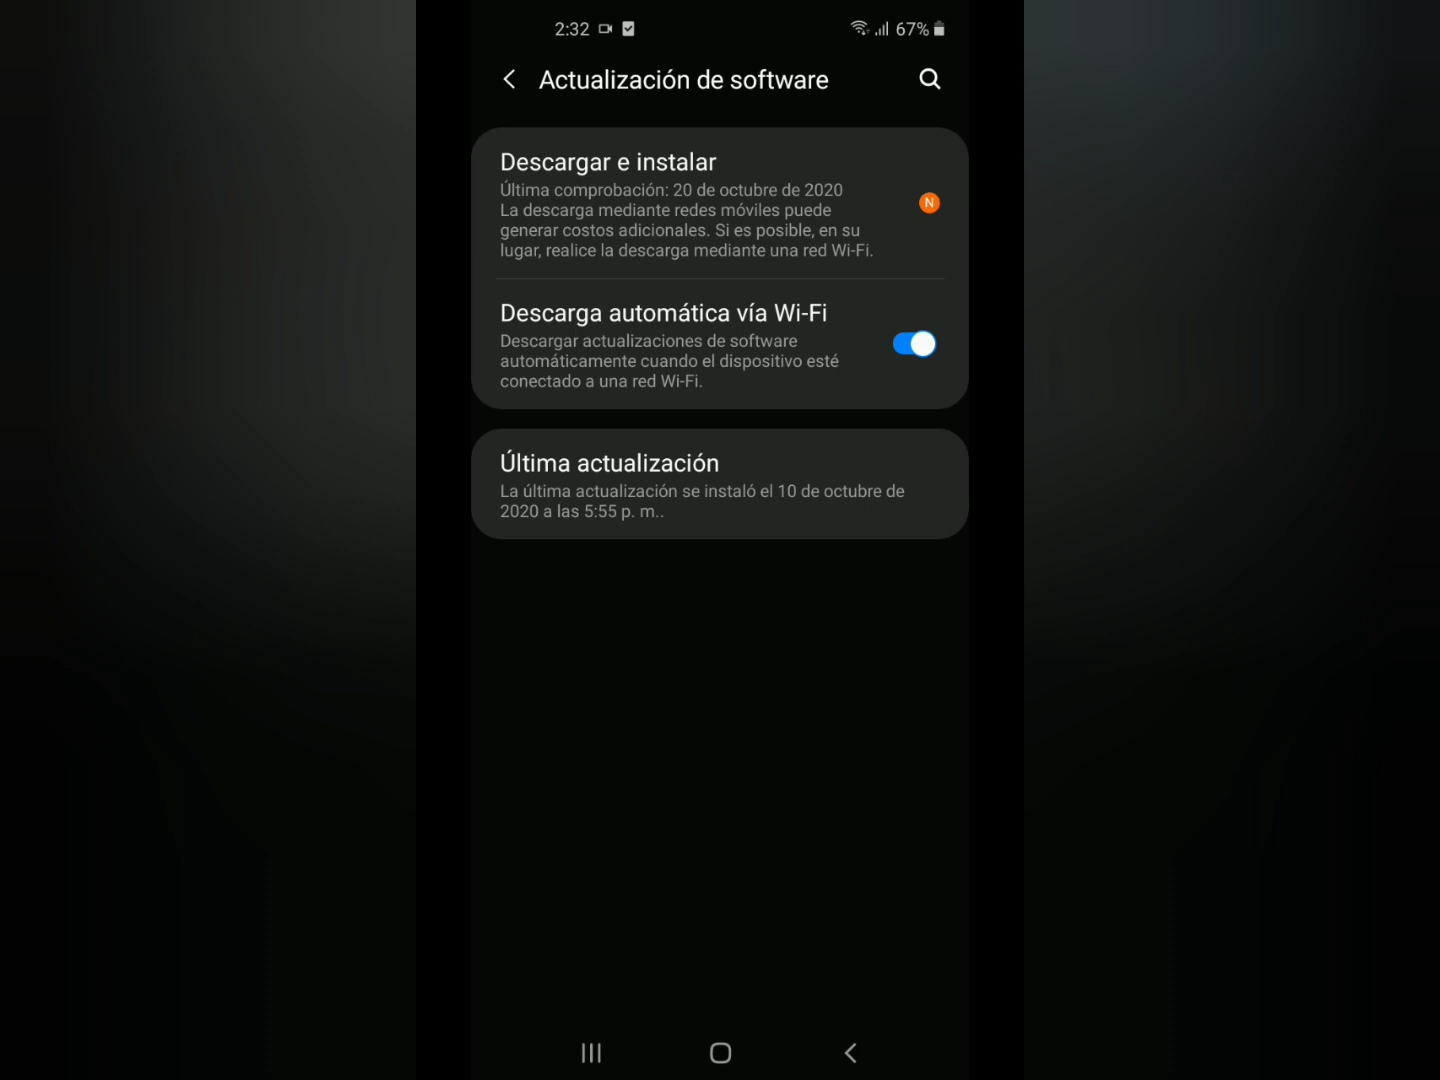 2:32
67%
Actualización de software
Descargar e instalar
Última comprobación: 20 de octubre de 2020
La descarga mediante redes móviles puede
generar costos adicionales. Si es posible, en su
lugar, realice la descarga mediante una red Wi-Fi.
N
Descarga automática vía Wi-Fi
Descargar actualizaciones de software
automáticamente cuando el dispositivo esté
conectado a una red Wi-Fi.
Última actualización
La última actualización se instaló el 10 de octubre de
2020 a las 5:55 p. m..